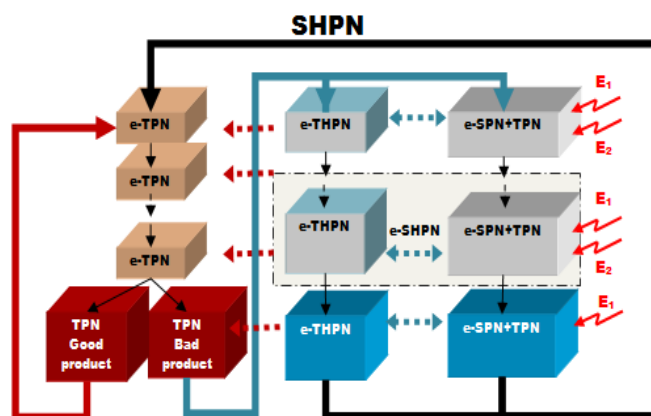 SHPN
E₁
e-TPN
e-THPN
e-SPN+TPN
E₂
e-TPN
E₁
e-THPN
e-SHPN
e-SPN+TPN
e-TPN
E₂
E₁
TPN
Good
product
TPN
Bad
product
e-THPN
e-SPN+TPN